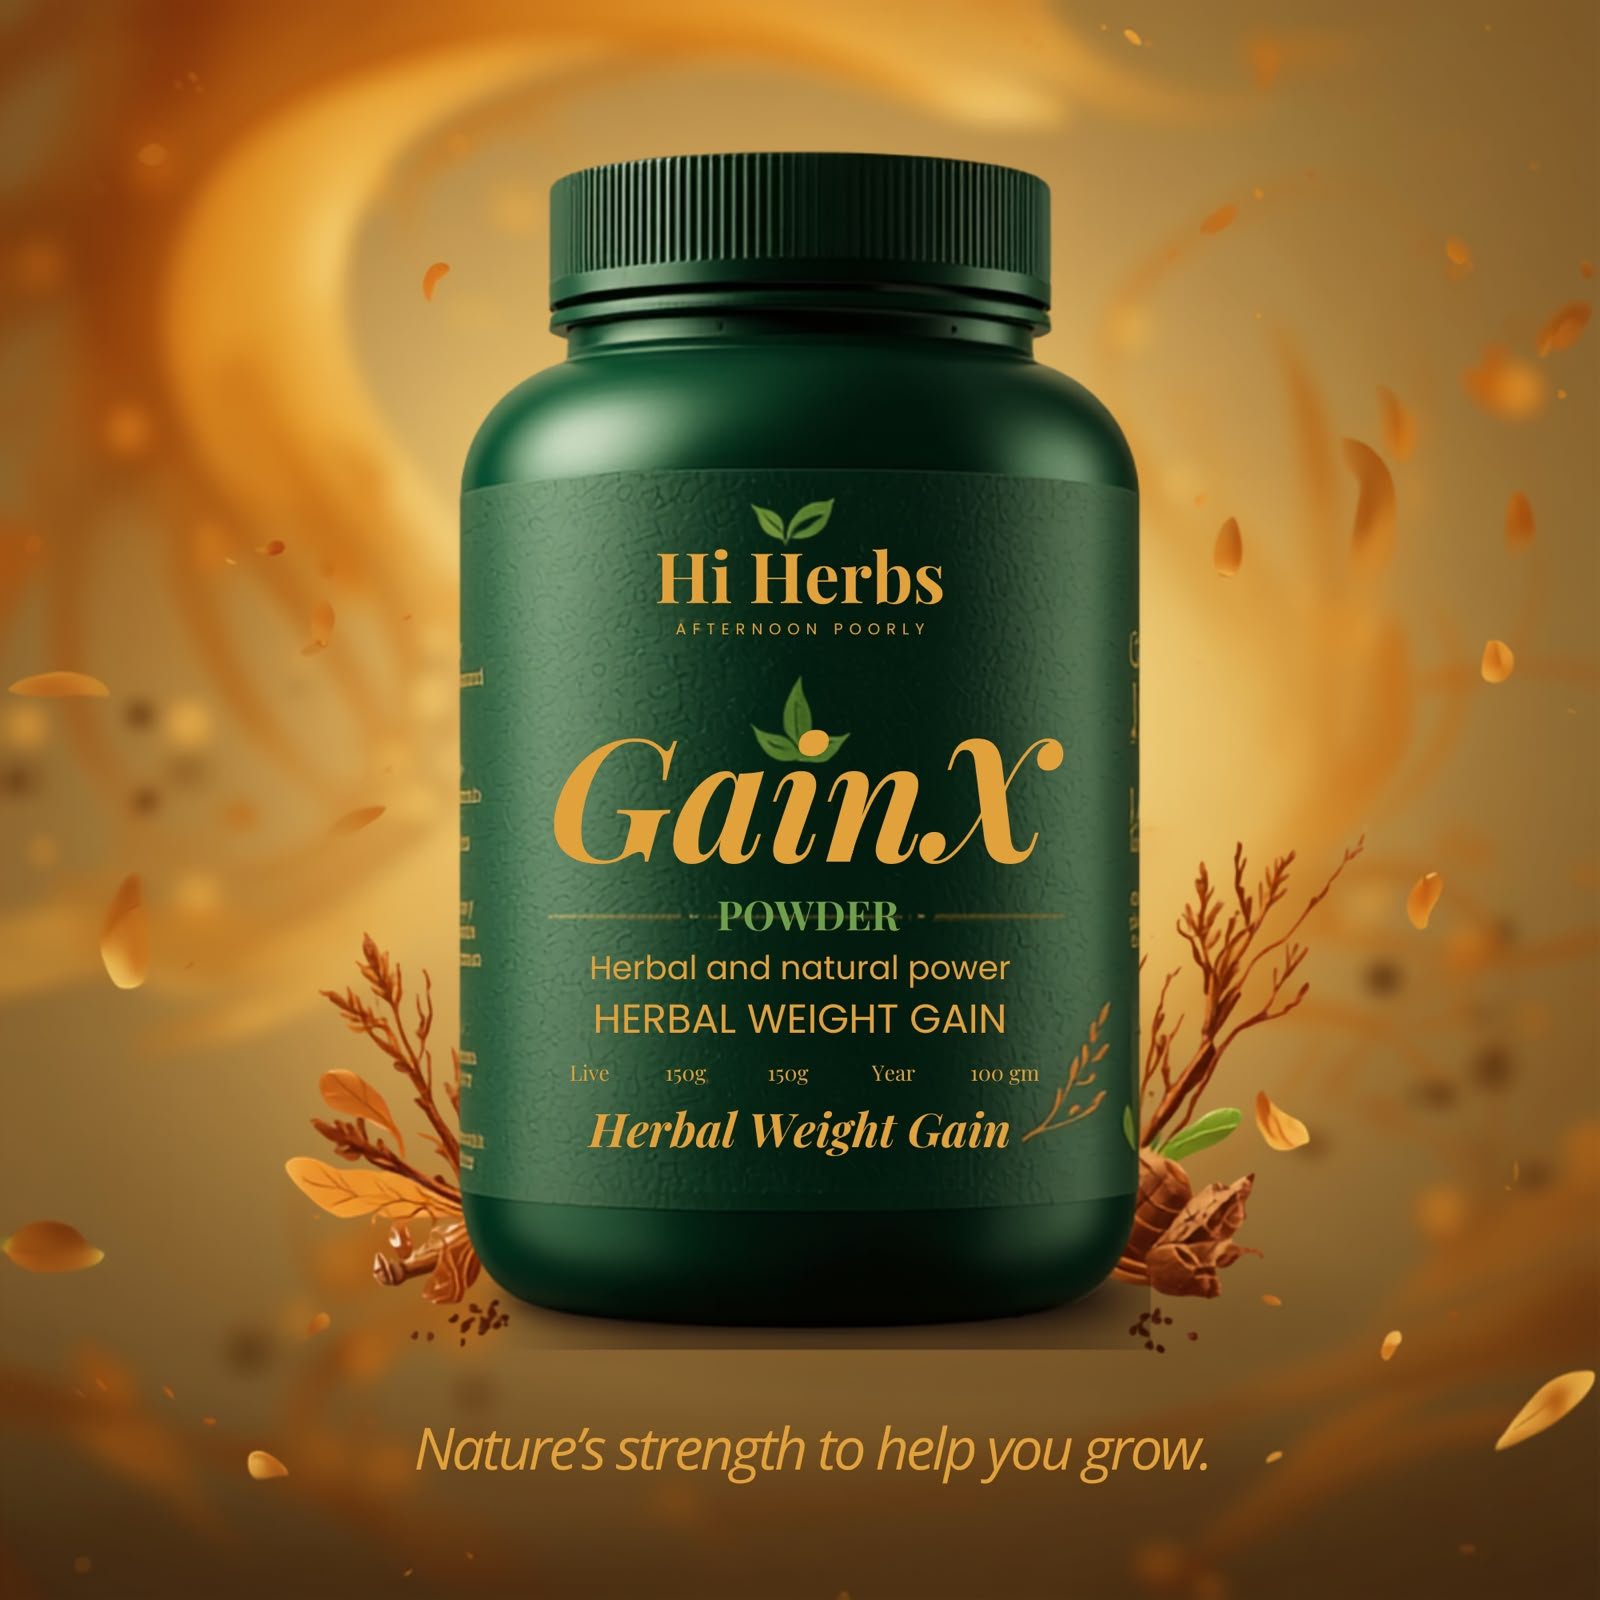 Hi Herbs
AFTERNOON POORLY
GainX
POWDER
Herbal and natural power
HERBAL WEIGHT GAIN
Live 150g 150g Year 100 gm
Herbal Weight Gain
Nature's strength to help you grow.